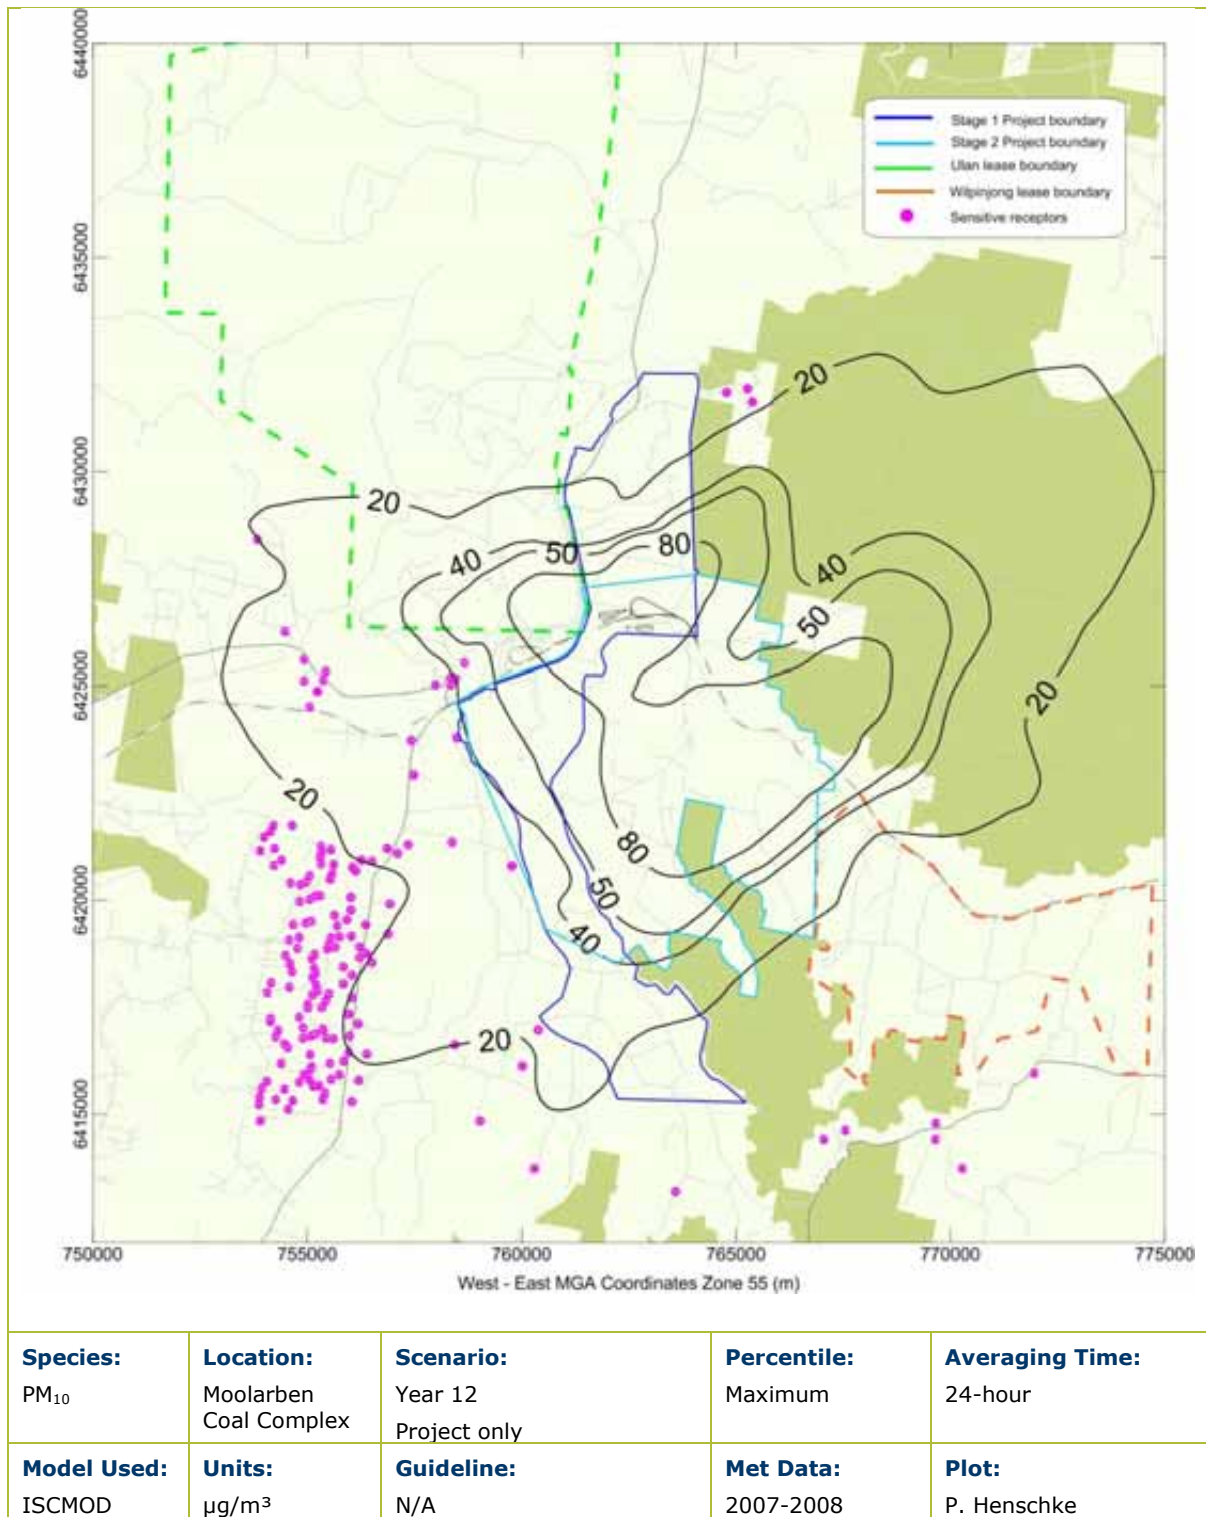 6440000
Stage 1 Project boundary
Stage 2 Project boundary
Ulan lease boundary
Wilpinjong lease boundary
Sensitive receptors
6435000
20
6430000
20
40
50
80
40
50
6425000
20
20
80
50
6420000
40
20
6415000
750000 755000 760000 765000 770000 775000
West - East MGA Coordinates Zone 55 (m)
Species: Location: Scenario: Percentile: Averaging Time:
PM₁₀ Moolarben Year 12 Maximum 24-hour
Coal Complex
Project only
Model Used: Units: Guideline: Met Data: Plot:
ISCMOD µg/m³ N/A 2007-2008 P. Henschke